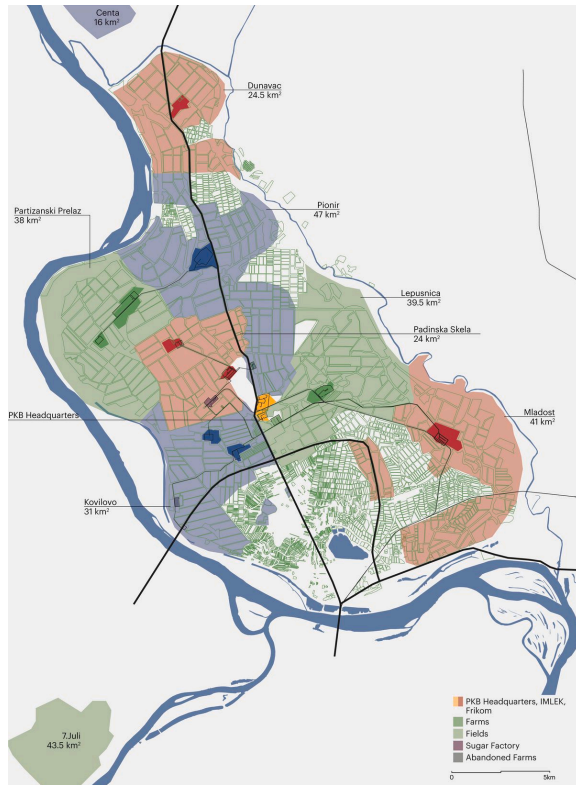 Centa
16 km²
Dunavac
24.5 km²
Pionir
47 km²
Partizanski Prelaz
38 km²
Lepusnica
39.5 km²
Padinska Skela
24 km²
PKB Headquarters
Mladost
41 km²
Kovilovo
31 km²
7.Juli
43.5 km²
PKB Headquarters, IMLEK,
Frikom
Farms
Fields
Sugar Factory
Abandoned Farms
0
5km